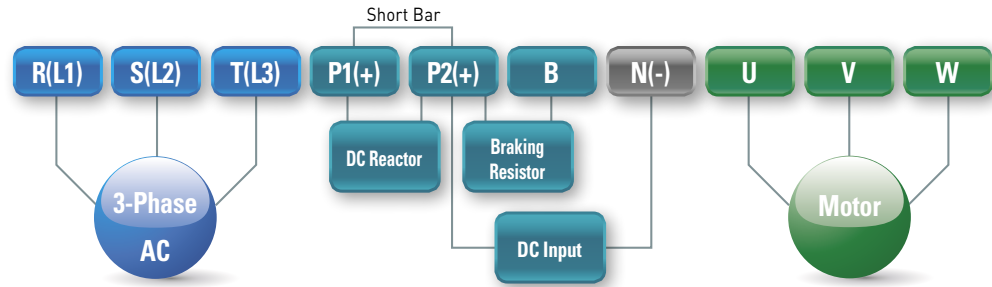 Short Bar
R(L1)
S(L2)
T(L3)
P1(+)
P2(+)
B
N(-)
U
V
W
DC Reactor
Braking
Resistor
3-Phase
AC
DC Input
Motor